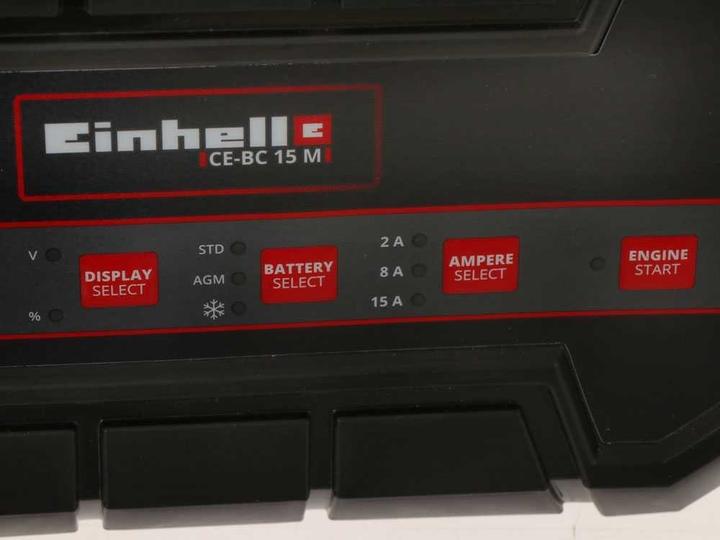 Einhell
CE-BC 15 M
V
%
DISPLAY
SELECT
STD
AGM
BATTERY
SELECT
2 A
8 A
15 A
AMPERE
SELECT
ENGINE
START